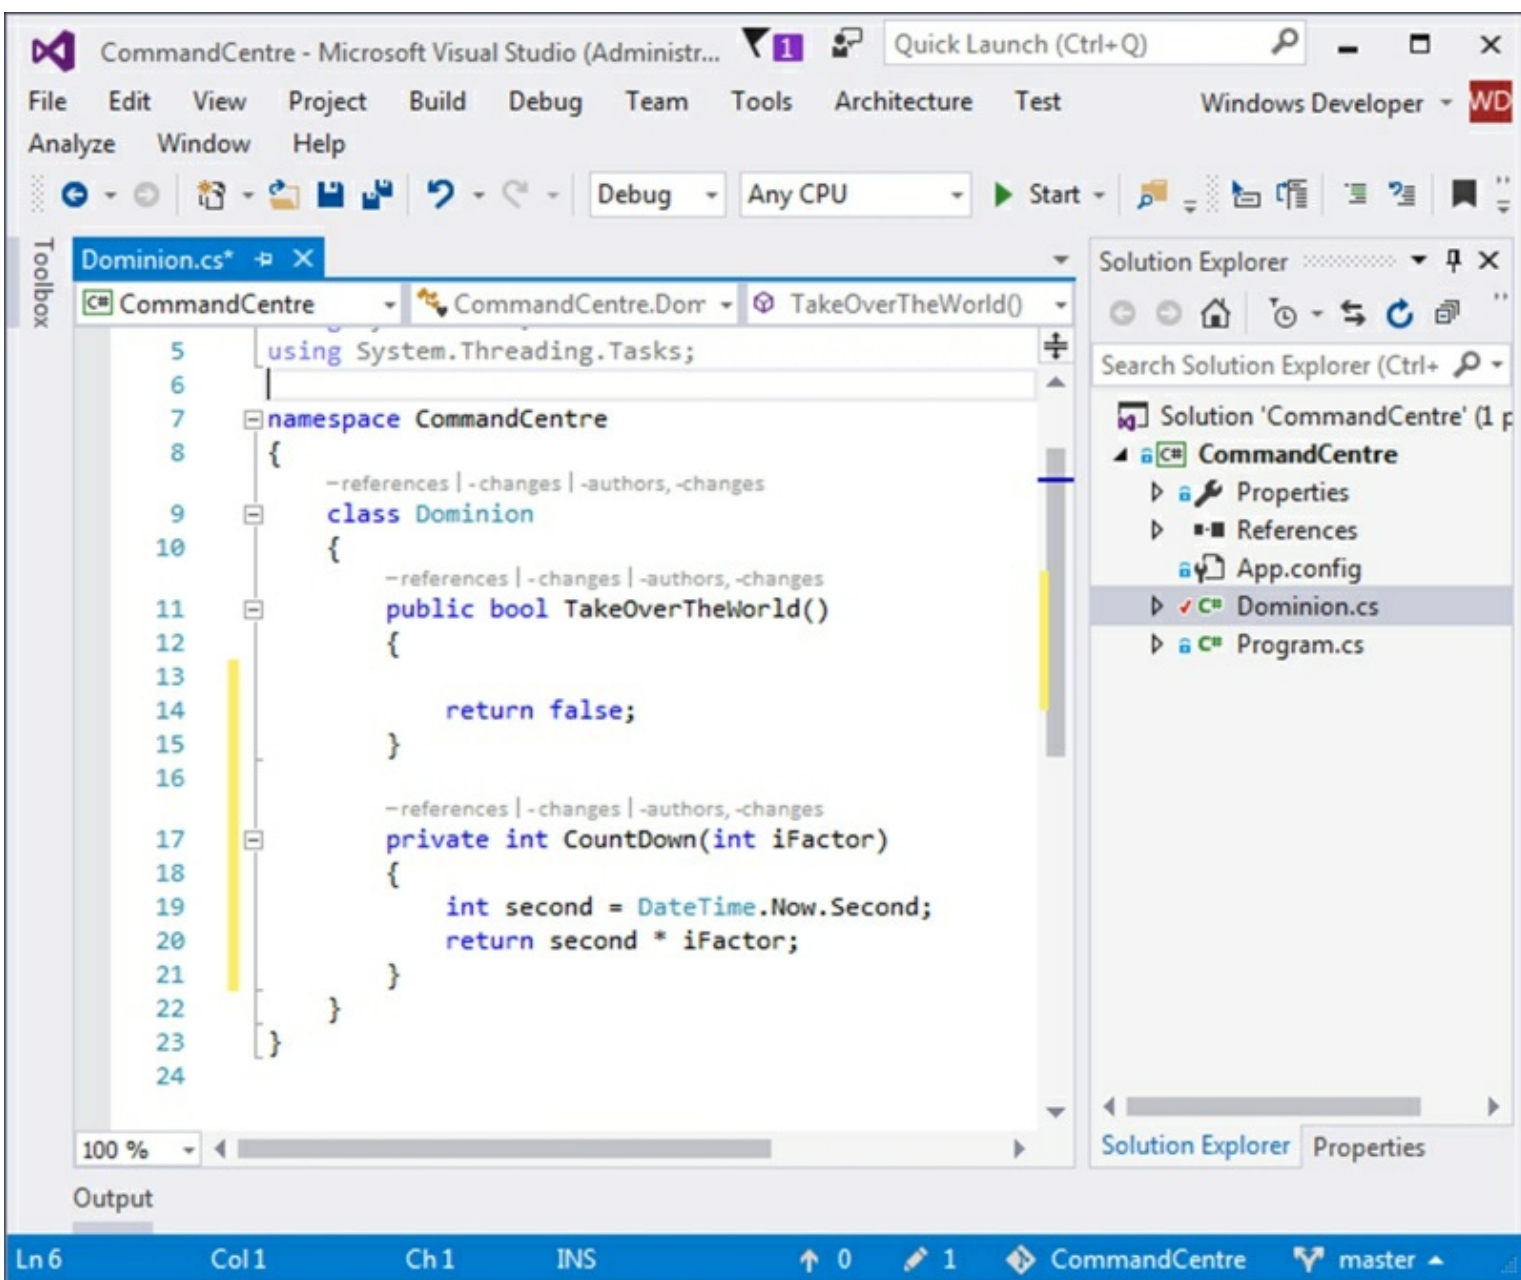 CommandCentre - Microsoft Visual Studio (Administr... 1 Quick Launch (Ctrl+Q)
File Edit View Project Build Debug Team Tools Architecture Test Windows Developer WD
Analyze Window Help
Debug Any CPU Start
Toolbox
Dominion.cs*
Solution Explorer
C# CommandCentre CommandCentre.Dom TakeOverTheWorld()
5 using System.Threading.Tasks;
Search Solution Explorer (Ctrl+
6
7 namespace CommandCentre
8 {
–references | - changes | -authors, -changes
9 class Dominion
10 {
–references | - changes | -authors, -changes
11 public bool TakeOverTheWorld()
12 {
13
14 return false;
15 }
16
–references | - changes | -authors, -changes
17 private int CountDown(int iFactor)
18 {
19 int second = DateTime.Now.Second;
20 return second * iFactor;
21 }
22 }
23 }
24
100 %
Solution 'CommandCentre' (1 p
C# CommandCentre
Properties
References
App.config
C# Dominion.cs
C# Program.cs
Solution Explorer Properties
Output
Ln 6 Col 1 Ch 1 INS 0 1 CommandCentre master